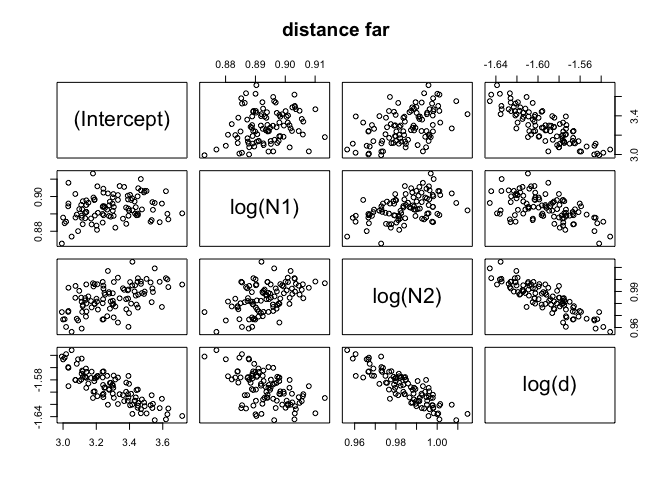 distance far
0.88 0.89 0.90 0.91
-1.64 -1.60 -1.56
(Intercept)
3.0 3.4
0.88 0.90
log(N1)
log(N2)
0.96 0.99
-1.64 -1.58
log(d)
3.0 3.2 3.4 3.6
0.96 0.98 1.00